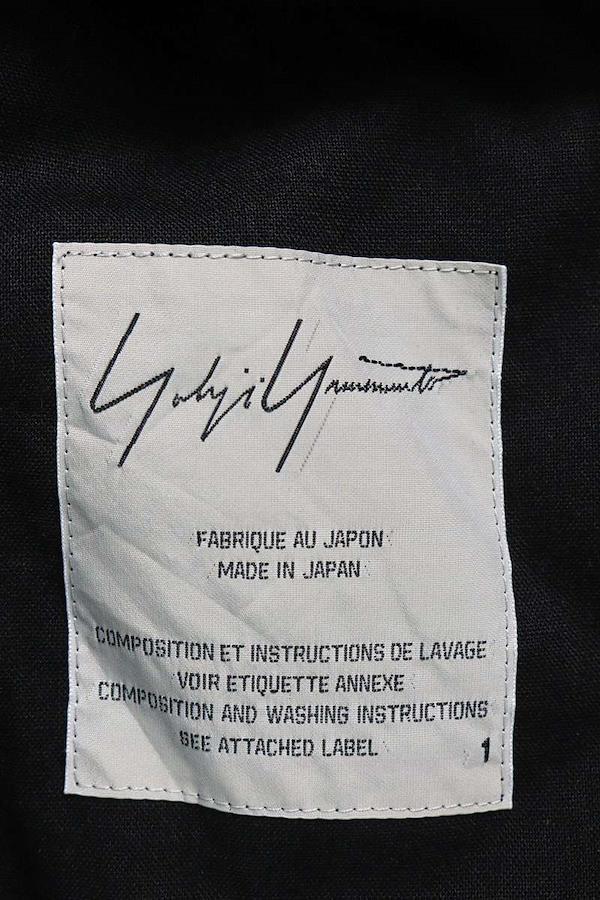 Yohji Yamamoto
FABRIQUE AU JAPON
MADE IN JAPAN
COMPOSITION ET INSTRUCTIONS DE LAVAGE
VOIR ETIQUETTE ANNEXE
COMPOSITION AND WASHING INSTRUCTIONS
SEE ATTACHED LABEL 1